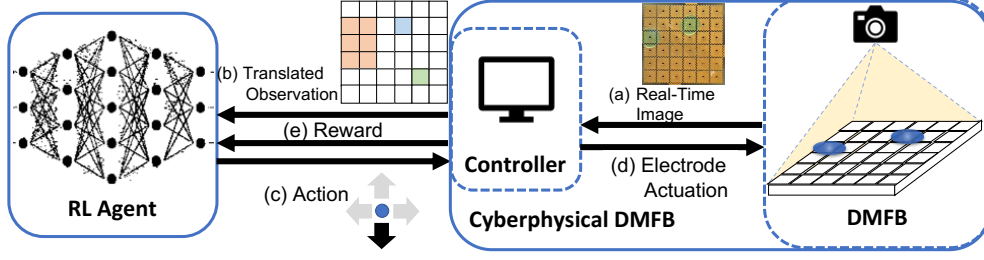 (b) Translated
Observation
(e) Reward
(c) Action
RL Agent
(a) Real-Time
Image
Controller
(d) Electrode
Actuation
Cyberphysical DMFB
DMFB